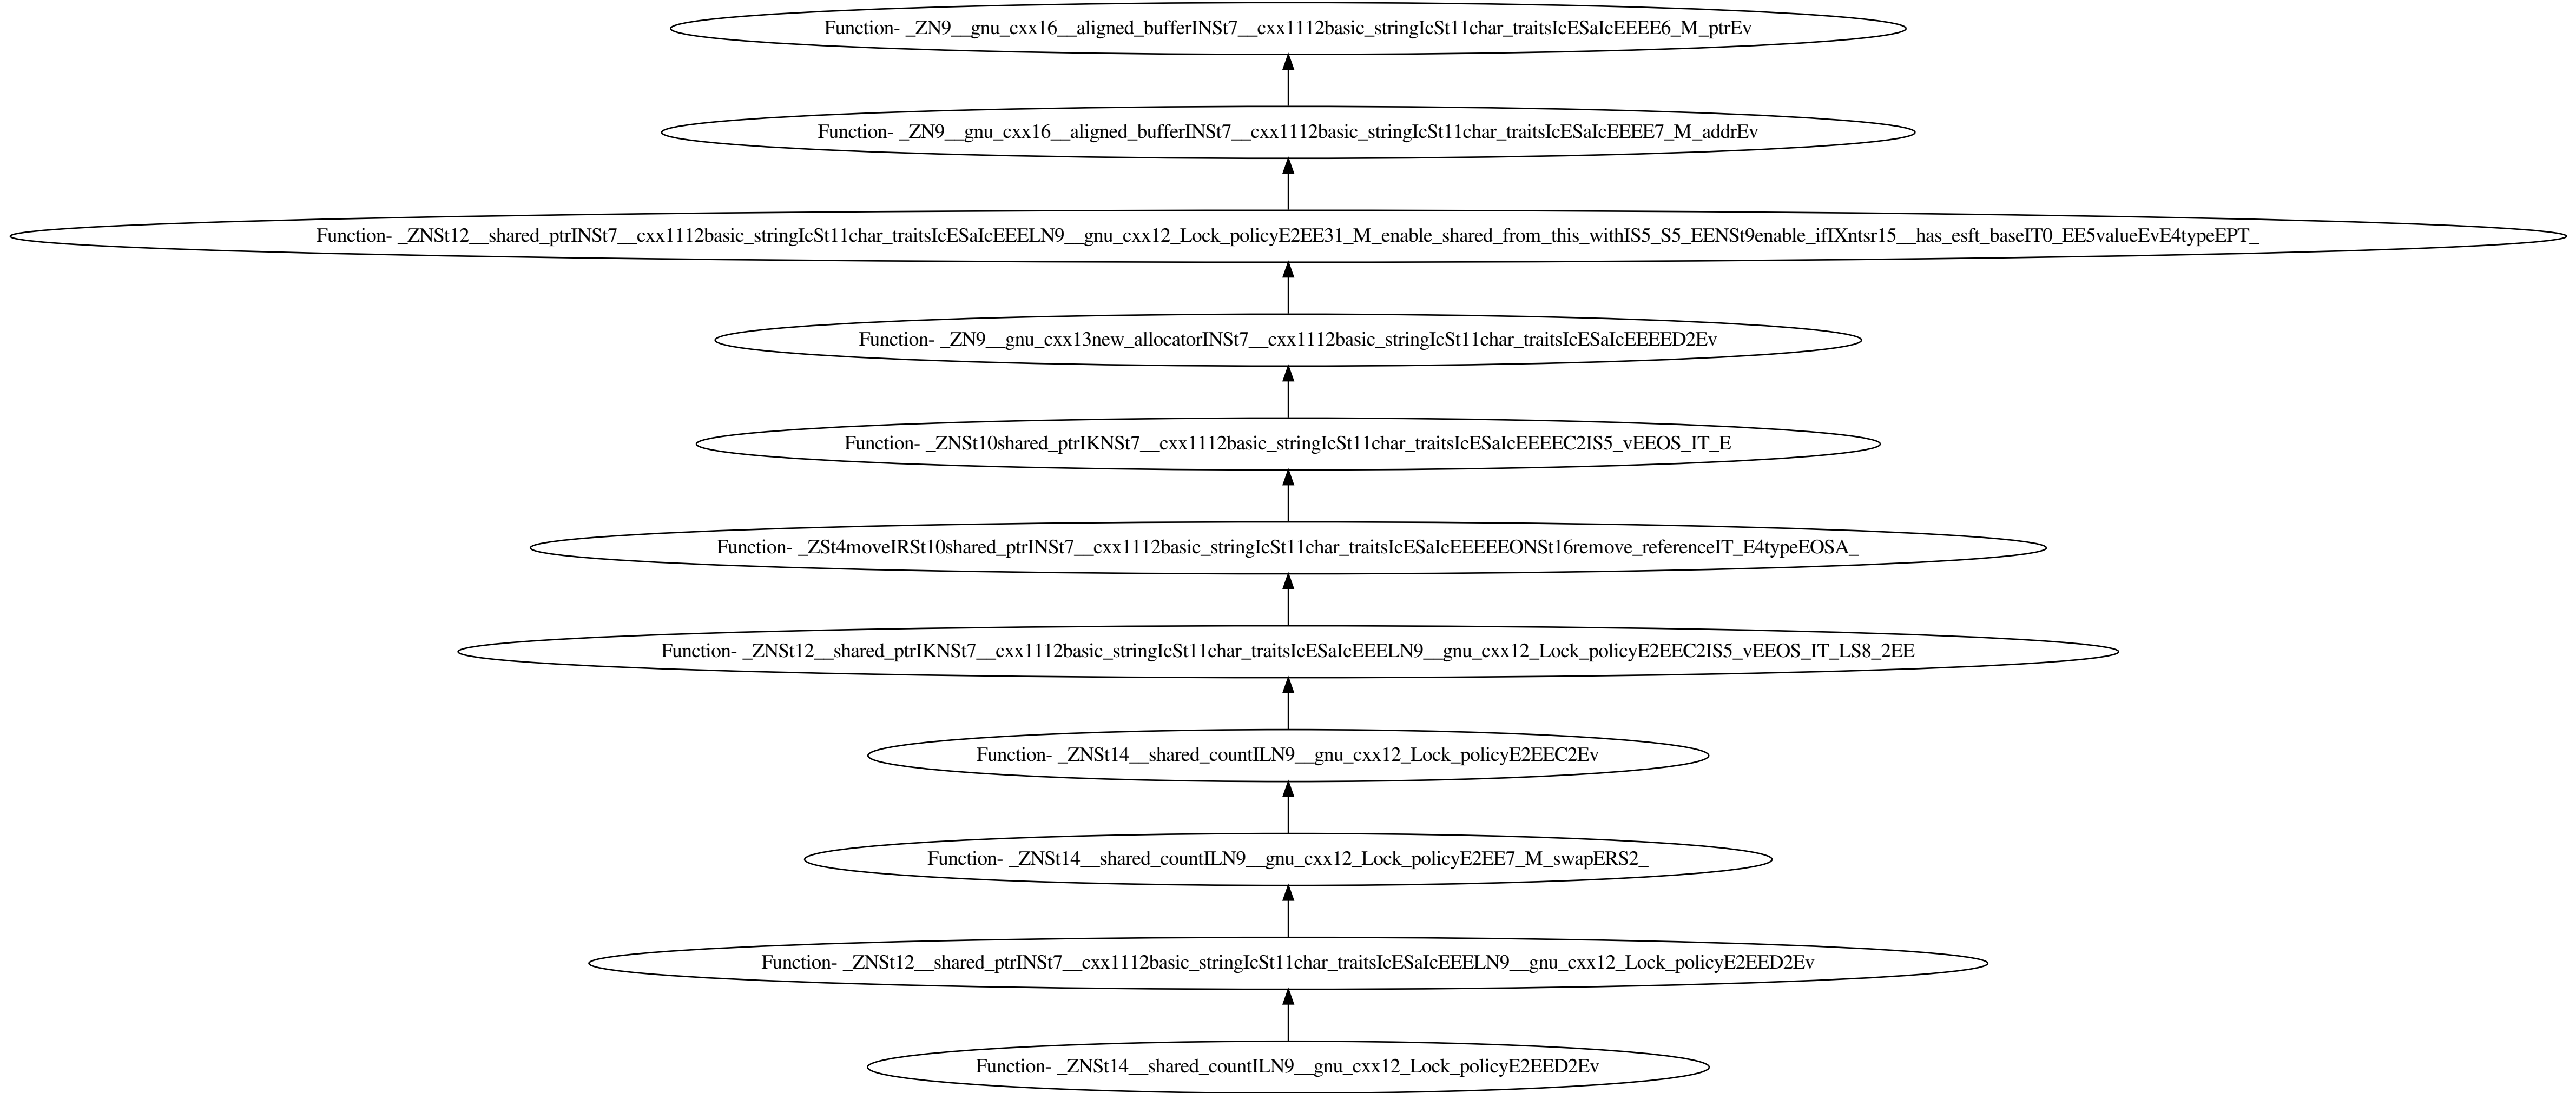 Function- _ZN9__gnu_cxx16__aligned_bufferINSt7__cxx1112basic_stringIcSt11char_traitsIcESaIcEEEE6_M_ptrEv
Function- _ZN9__gnu_cxx16__aligned_bufferINSt7__cxx1112basic_stringIcSt11char_traitsIcESaIcEEEE7_M_addrEv
Function- _ZNSt12__shared_ptrINSt7__cxx1112basic_stringIcSt11char_traitsIcESaIcEEELN9__gnu_cxx12_Lock_policyE2EE31_M_enable_shared_from_this_withIS5_S5_EENSt9enable_ifIXntsr15__has_esft_baseIT0_EE5valueEvE4typeEPT_
Function- _ZN9__gnu_cxx13new_allocatorINSt7__cxx1112basic_stringIcSt11char_traitsIcESaIcEEEED2Ev
Function- _ZNSt10shared_ptrIKNSt7__cxx1112basic_stringIcSt11char_traitsIcESaIcEEEEC2IS5_vEEOS_IT_E
Function- _ZSt4moveIRSt10shared_ptrINSt7__cxx1112basic_stringIcSt11char_traitsIcESaIcEEEEEONSt16remove_referenceIT_E4typeEOSA_
Function- _ZNSt12__shared_ptrIKNSt7__cxx1112basic_stringIcSt11char_traitsIcESaIcEEELN9__gnu_cxx12_Lock_policyE2EEC2IS5_vEEOS_IT_LS8_2EE
Function- _ZNSt14__shared_countILN9__gnu_cxx12_Lock_policyE2EEC2Ev
Function- _ZNSt14__shared_countILN9__gnu_cxx12_Lock_policyE2EE7_M_swapERS2_
Function- _ZNSt12__shared_ptrINSt7__cxx1112basic_stringIcSt11char_traitsIcESaIcEEELN9__gnu_cxx12_Lock_policyE2EED2Ev
Function- _ZNSt14__shared_countILN9__gnu_cxx12_Lock_policyE2EED2Ev